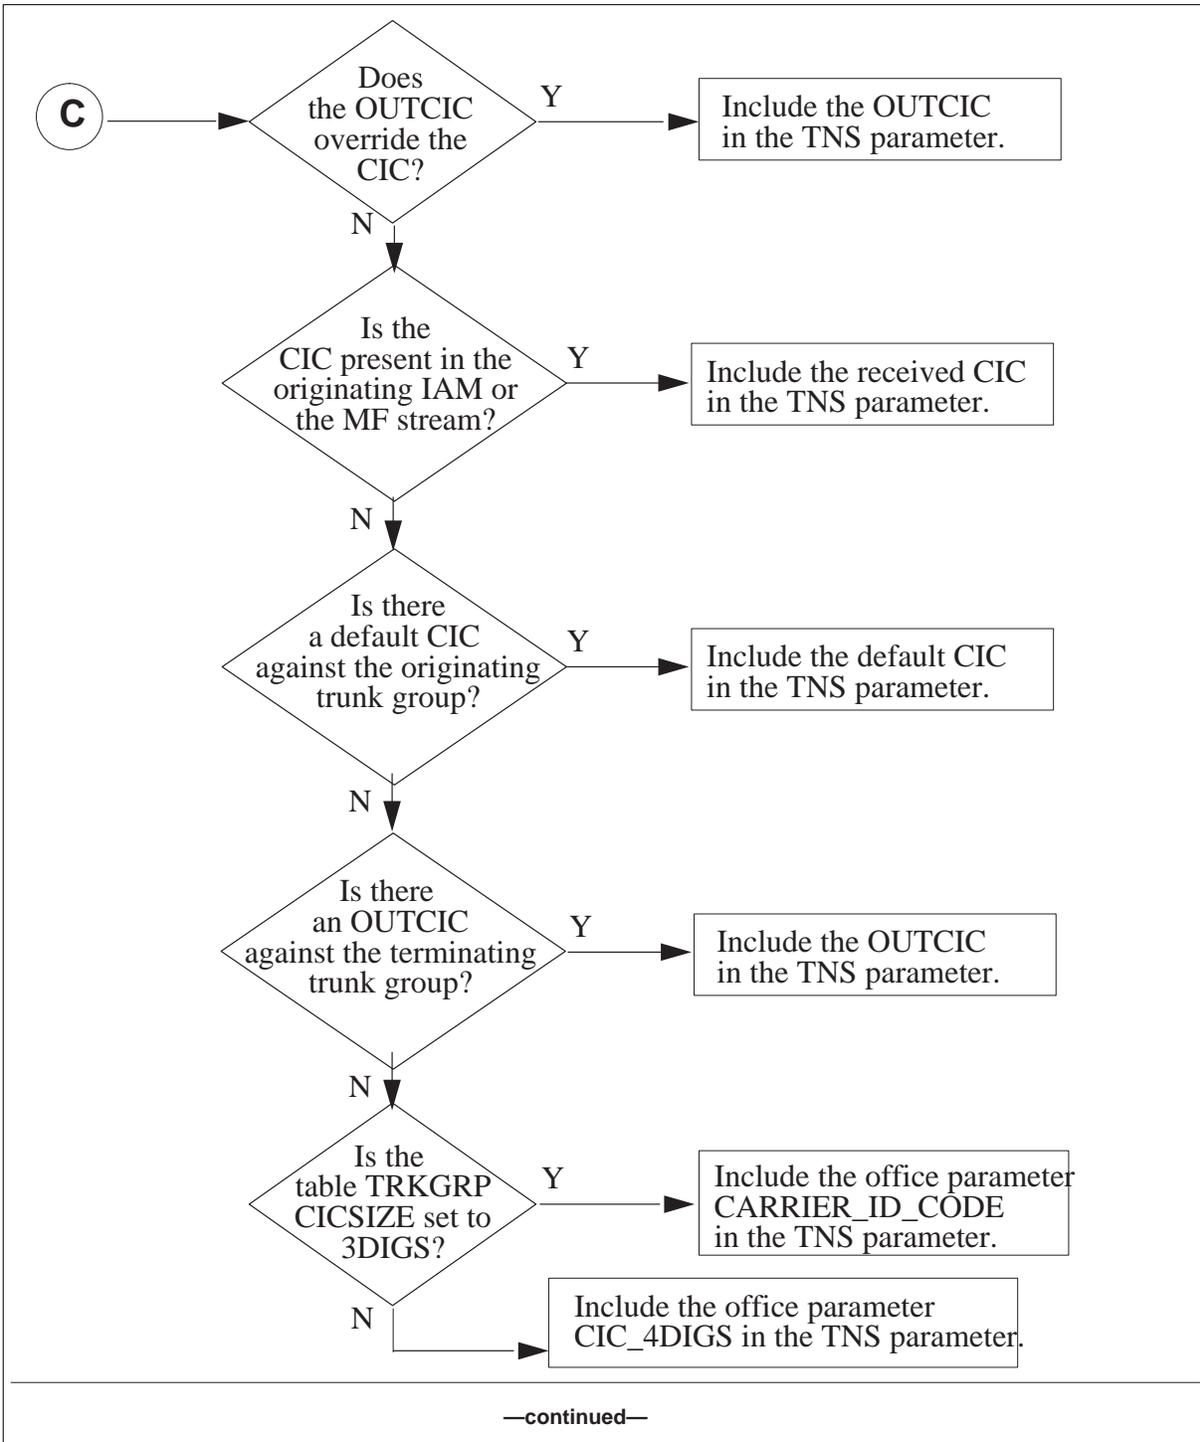 C
Does
the OUTCIC
override the
CIC?
Y
Include the OUTCIC
in the TNS parameter.
N
Is the
CIC present in the
originating IAM or
the MF stream?
Y
Include the received CIC
in the TNS parameter.
N
Is there
a default CIC
against the originating
trunk group?
Y
Include the default CIC
in the TNS parameter.
N
Is there
an OUTCIC
against the terminating
trunk group?
Y
Include the OUTCIC
in the TNS parameter.
N
Is the
table TRKGRP
CICSIZE set to
3DIGS?
Y
Include the office parameter
CARRIER_ID_CODE
in the TNS parameter.
N
Include the office parameter
CIC_4DIGS in the TNS parameter.
—continued—